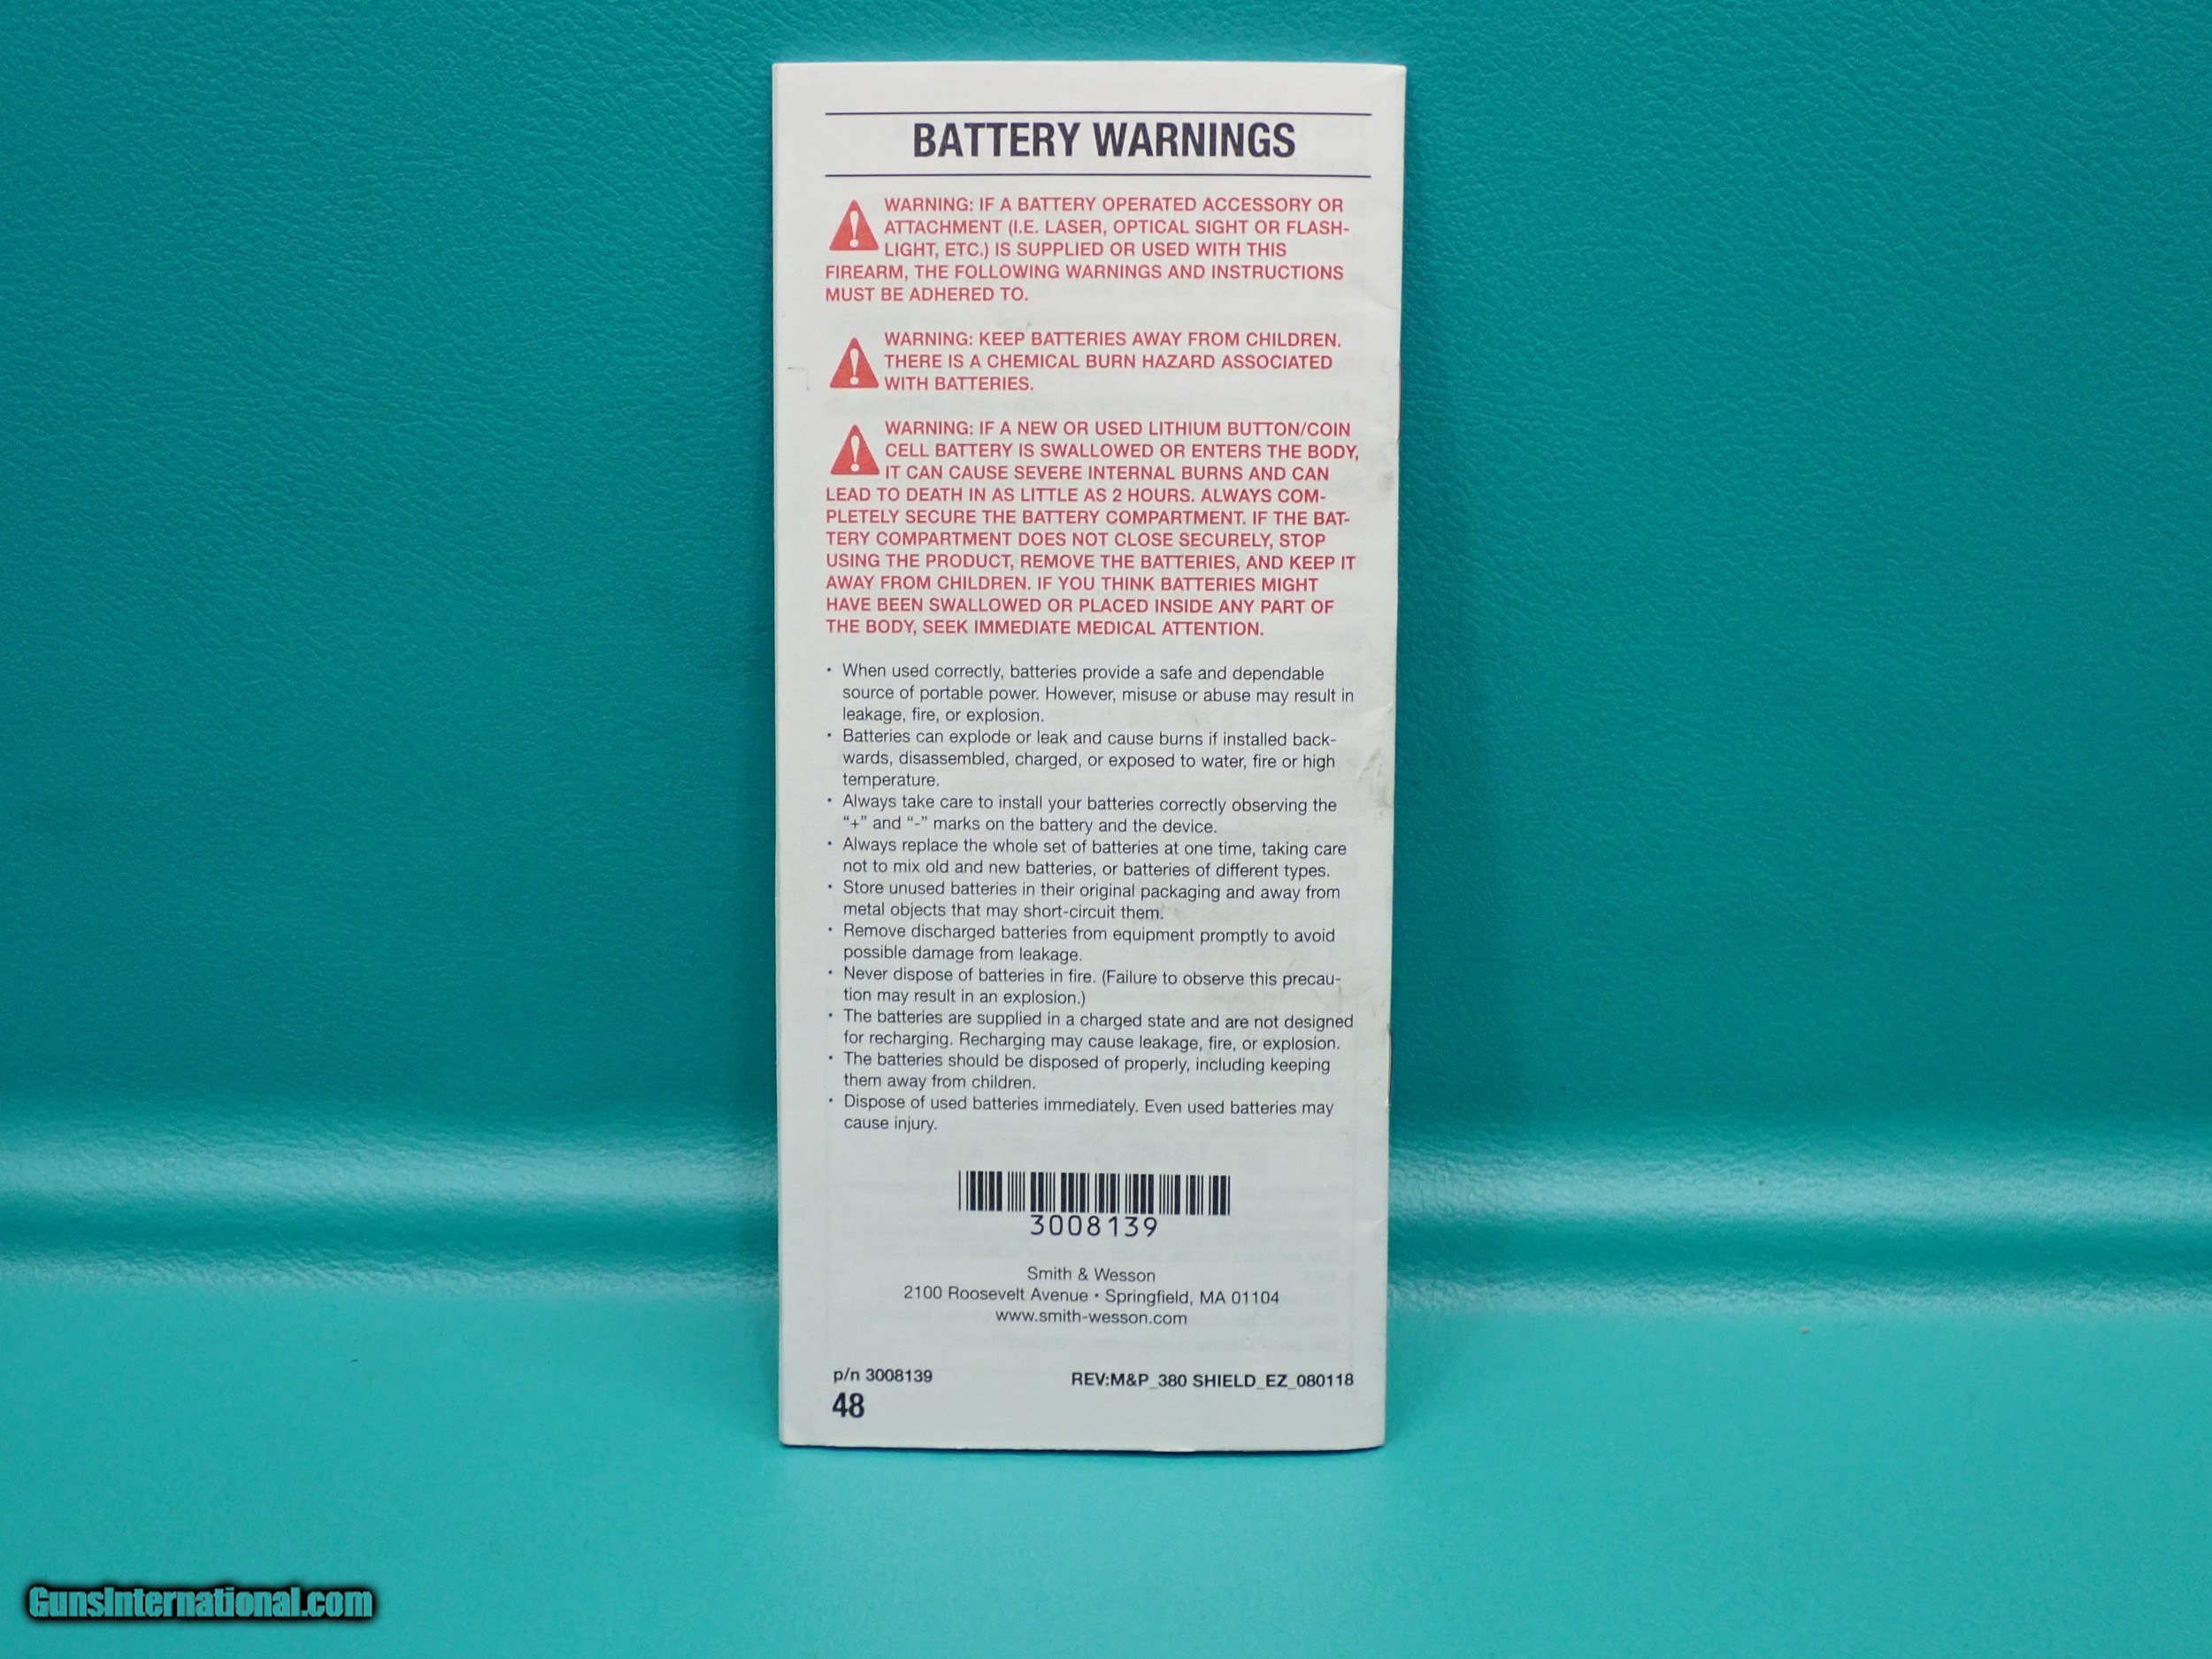 BATTERY WARNINGS
WARNING: IF A BATTERY OPERATED ACCESSORY OR
ATTACHMENT (I.E. LASER, OPTICAL SIGHT OR FLASH-
LIGHT, ETC.) IS SUPPLIED OR USED WITH THIS
FIREARM, THE FOLLOWING WARNINGS AND INSTRUCTIONS
MUST BE ADHERED TO.
WARNING: KEEP BATTERIES AWAY FROM CHILDREN.
THERE IS A CHEMICAL BURN HAZARD ASSOCIATED
WITH BATTERIES.
WARNING: IF A NEW OR USED LITHIUM BUTTON/COIN
CELL BATTERY IS SWALLOWED OR ENTERS THE BODY,
IT CAN CAUSE SEVERE INTERNAL BURNS AND CAN
LEAD TO DEATH IN AS LITTLE AS 2 HOURS. ALWAYS COM-
PLETELY SECURE THE BATTERY COMPARTMENT. IF THE BAT-
TERY COMPARTMENT DOES NOT CLOSE SECURELY, STOP
USING THE PRODUCT, REMOVE THE BATTERIES, AND KEEP IT
AWAY FROM CHILDREN. IF YOU THINK BATTERIES MIGHT
HAVE BEEN SWALLOWED OR PLACED INSIDE ANY PART OF
THE BODY, SEEK IMMEDIATE MEDICAL ATTENTION.
• When used correctly, batteries provide a safe and dependable
source of portable power. However, misuse or abuse may result in
leakage, fire, or explosion.
• Batteries can explode or leak and cause burns if installed back-
wards, disassembled, charged, or exposed to water, fire or high
temperature.
• Always take care to install your batteries correctly observing the
“+” and “-” marks on the battery and the device.
• Always replace the whole set of batteries at one time, taking care
not to mix old and new batteries, or batteries of different types.
• Store unused batteries in their original packaging and away from
metal objects that may short-circuit them.
• Remove discharged batteries from equipment promptly to avoid
possible damage from leakage.
• Never dispose of batteries in fire. (Failure to observe this precau-
tion may result in an explosion.)
• The batteries are supplied in a charged state and are not designed
for recharging. Recharging may cause leakage, fire, or explosion.
• The batteries should be disposed of properly, including keeping
them away from children.
• Dispose of used batteries immediately. Even used batteries may
cause injury.
3008139
Smith & Wesson
2100 Roosevelt Avenue • Springfield, MA 01104
www.smith-wesson.com
p/n 3008139
REV:M&P_380 SHIELD_EZ_080118
48
GunsInternational.com